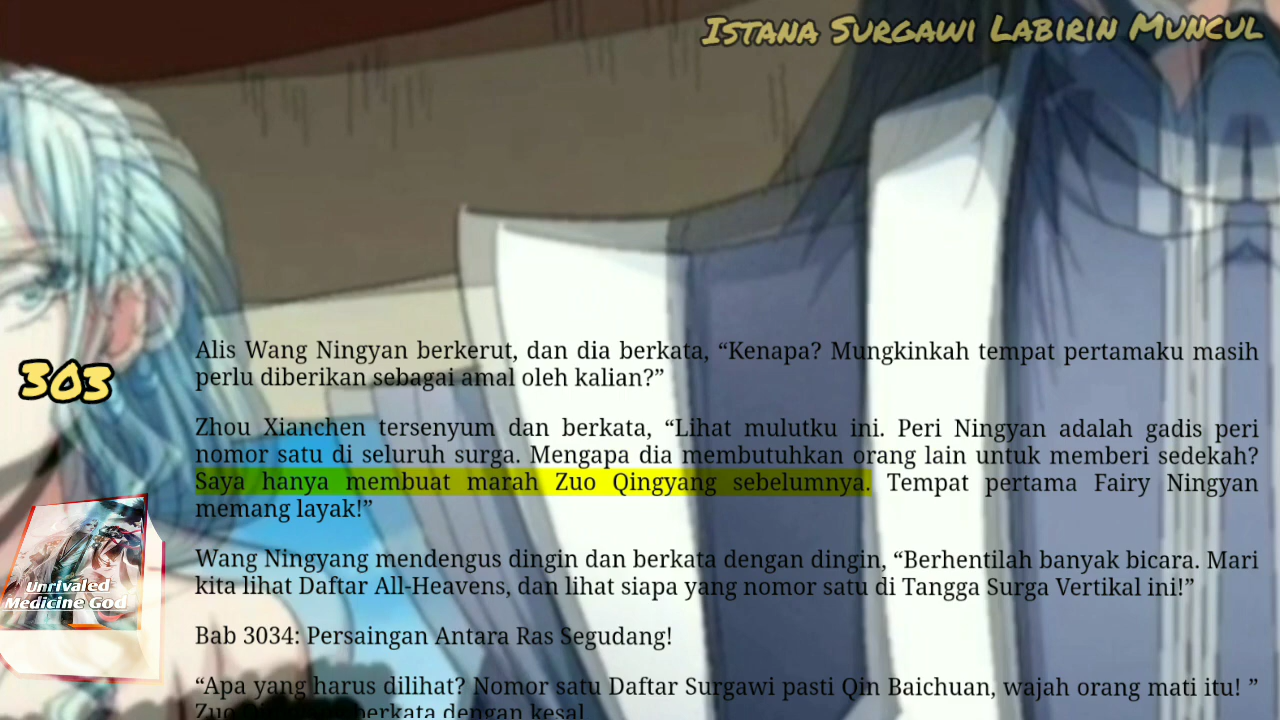 Istana Surgawi Labirin Muncul
Alis Wang Ningyan berkerut, dan dia berkata, “Kenapa? Mungkinkah tempat pertamaku masih
perlu diberikan sebagai amal oleh kalian?”
303
Zhou Xianchen tersenyum dan berkata, “Lihat mulutku ini. Peri Ningyan adalah gadis peri
nomor satu di seluruh surga. Mengapa dia membutuhkan orang lain untuk memberi sedekah?
Saya hanya membuat marah Zuo Qingyang sebelumnya. Tempat pertama Fairy Ningyan
memang layak!”
Wang Ningyang mendengus dingin dan berkata dengan dingin, “Berhentilah banyak bicara. Mari
kita lihat Daftar All-Heavens, dan lihat siapa yang nomor satu di Tangga Surga Vertikal ini!”
Unrivaled
Medicine God
Bab 3034: Persaingan Antara Ras Segudang!
“Apa yang harus dilihat? Nomor satu Daftar Surgawi pasti Qin Baichuan, wajah orang mati itu! ”
Zuo berkata dengan kesal